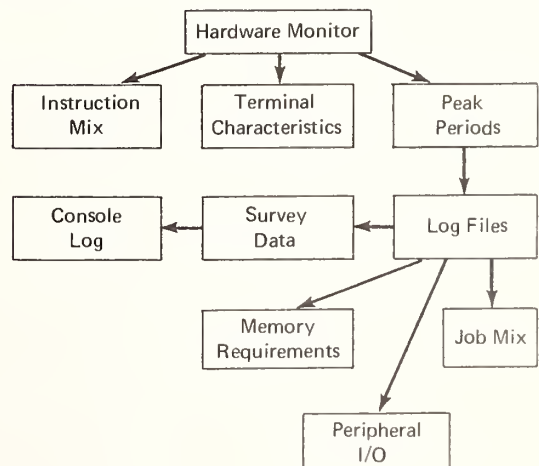 Hardware Monitor
Instruction
Mix
Terminal
Characteristics
Peak
Periods
Console
Log
Survey
Data
Log Files
Memory
Requirements
Job Mix
Peripheral
I/O